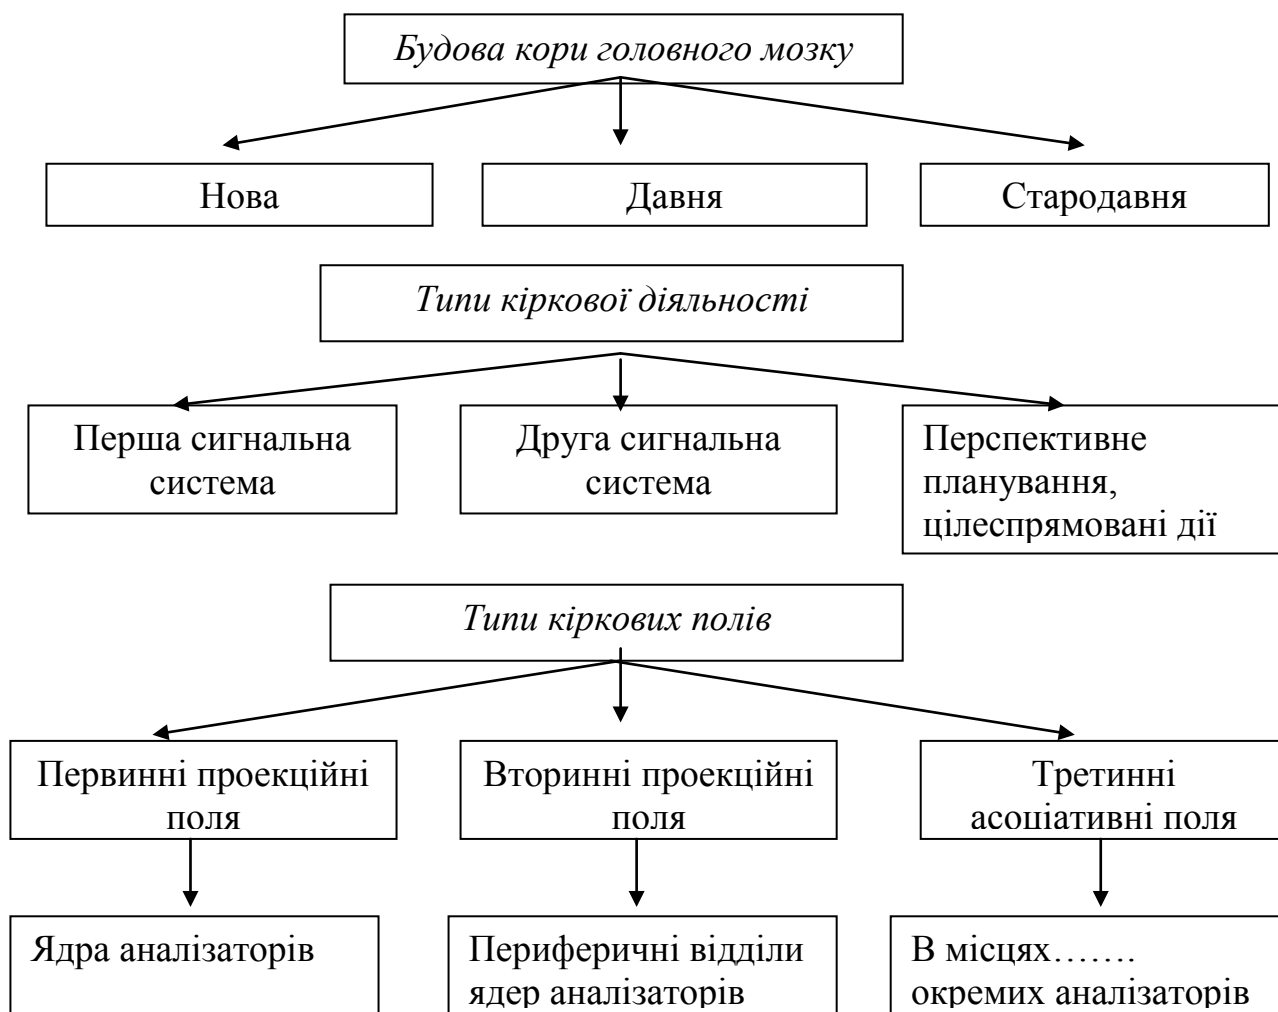 Будова кори головного мозку
Нова
Давня
Стародавня
Типи кіркової діяльності
Перша сигнальна
система
Друга сигнальна
система
Перспективне
планування,
цілеспрямовані дії
Типи кіркових полів
Первинні проекційні
поля
Вторинні проекційні
поля
Третинні
асоціативні поля
Ядра аналізаторів
Периферичні відділи
ядер аналізаторів
В місцях…….
окремих аналізаторів